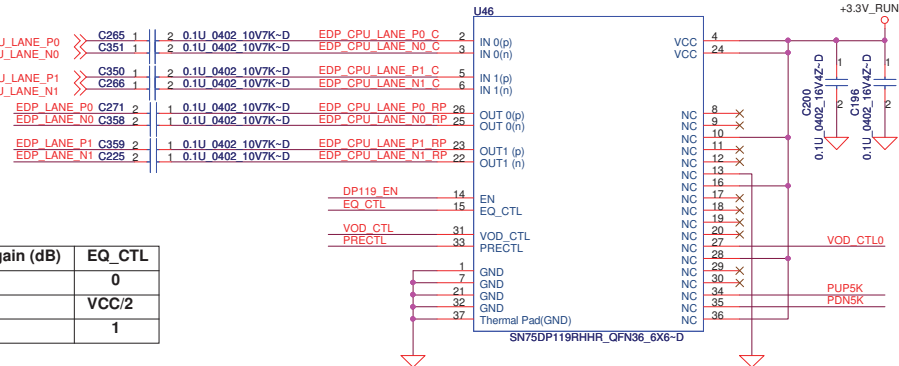 U46
+3.3V_RUN
U_LANE_P0 C265 1 2 0.1U_0402_10V7K~D EDP_CPU_LANE_P0_C 2 IN 0(p) VCC 4
U_LANE_N0 C351 1 2 0.1U_0402_10V7K~D EDP_CPU_LANE_N0_C 3 IN 0(n) VCC 24
U_LANE_P1 C350 1 2 0.1U_0402_10V7K~D EDP_CPU_LANE_P1_C 5 IN 1(p)
U_LANE_N1 C266 1 2 0.1U_0402_10V7K~D EDP_CPU_LANE_N1_C 6 IN 1(n)
C200 0.1U_0402_16V4Z~D 1 2
C196 0.1U_0402_16V4Z~D 1 2
EDP_LANE_P0 C271 2 1 0.1U_0402_10V7K~D EDP_CPU_LANE_P0_RP 26 OUT 0(p) NC 8
EDP_LANE_N0 C358 2 1 0.1U_0402_10V7K~D EDP_CPU_LANE_N0_RP 25 OUT 0(n) NC 9
NC 10
EDP_LANE_P1 C359 2 1 0.1U_0402_10V7K~D EDP_CPU_LANE_P1_RP 23 OUT1 (p) NC 11
EDP_LANE_N1 C225 2 1 0.1U_0402_10V7K~D EDP_CPU_LANE_N1_RP 22 OUT1 (n) NC 12
NC 13
NC 16
DP119_EN 14 EN NC 17
EQ_CTL 15 EQ_CTL NC 18
NC 19
VOD_CTL 31 VOD_CTL NC 20
PRECTL 33 PRECTL NC 27 VOD_CTL0
NC 28
1 GND NC 29
7 GND NC 30
21 GND NC 34 PUP5K
32 GND NC 35 PDN5K
37 Thermal Pad(GND) NC 36
SN75DP119RHHR_QFN36_6X6~D
ain (dB) EQ_CTL
0
VCC/2
1